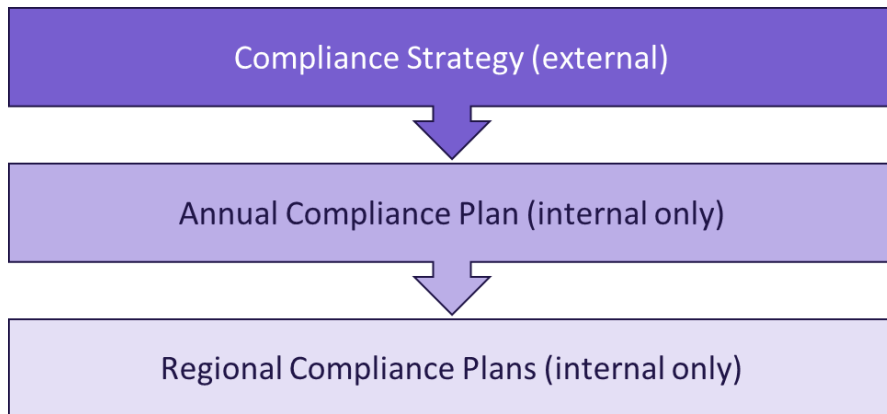 Compliance Strategy (external)
Annual Compliance Plan (internal only)
Regional Compliance Plans (internal only)